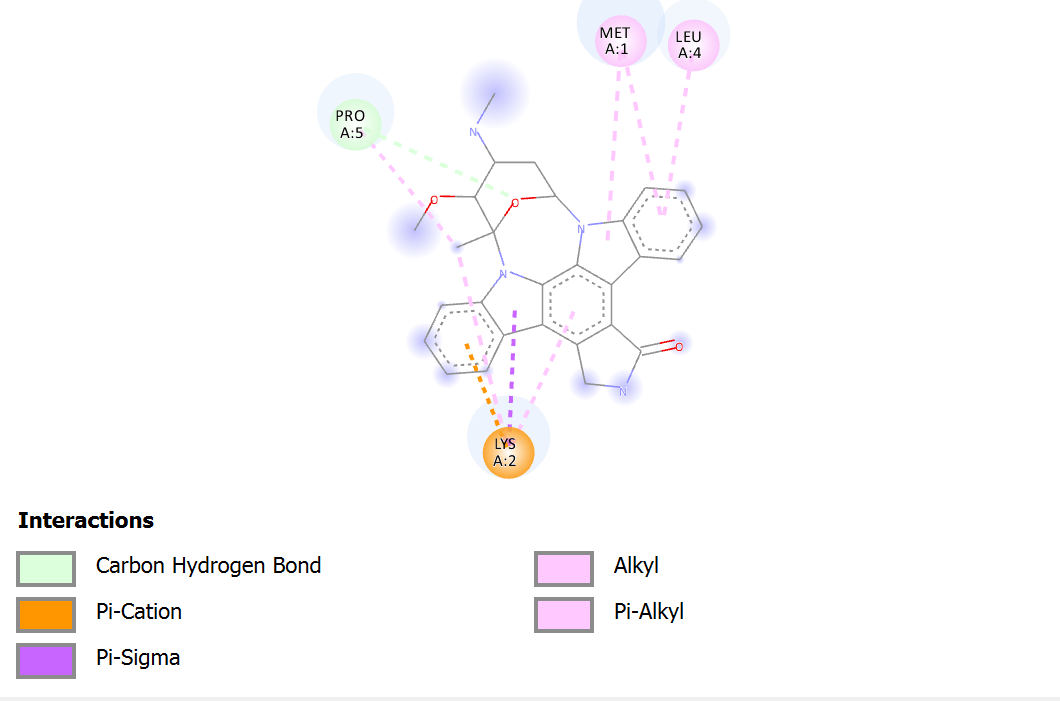 MET
A:1
LEU
A:4
PRO
A:5
N
O
O
N
N
O
N
LYS
A:2
Interactions
Carbon Hydrogen Bond
Alkyl
Pi-Cation
Pi-Alkyl
Pi-Sigma